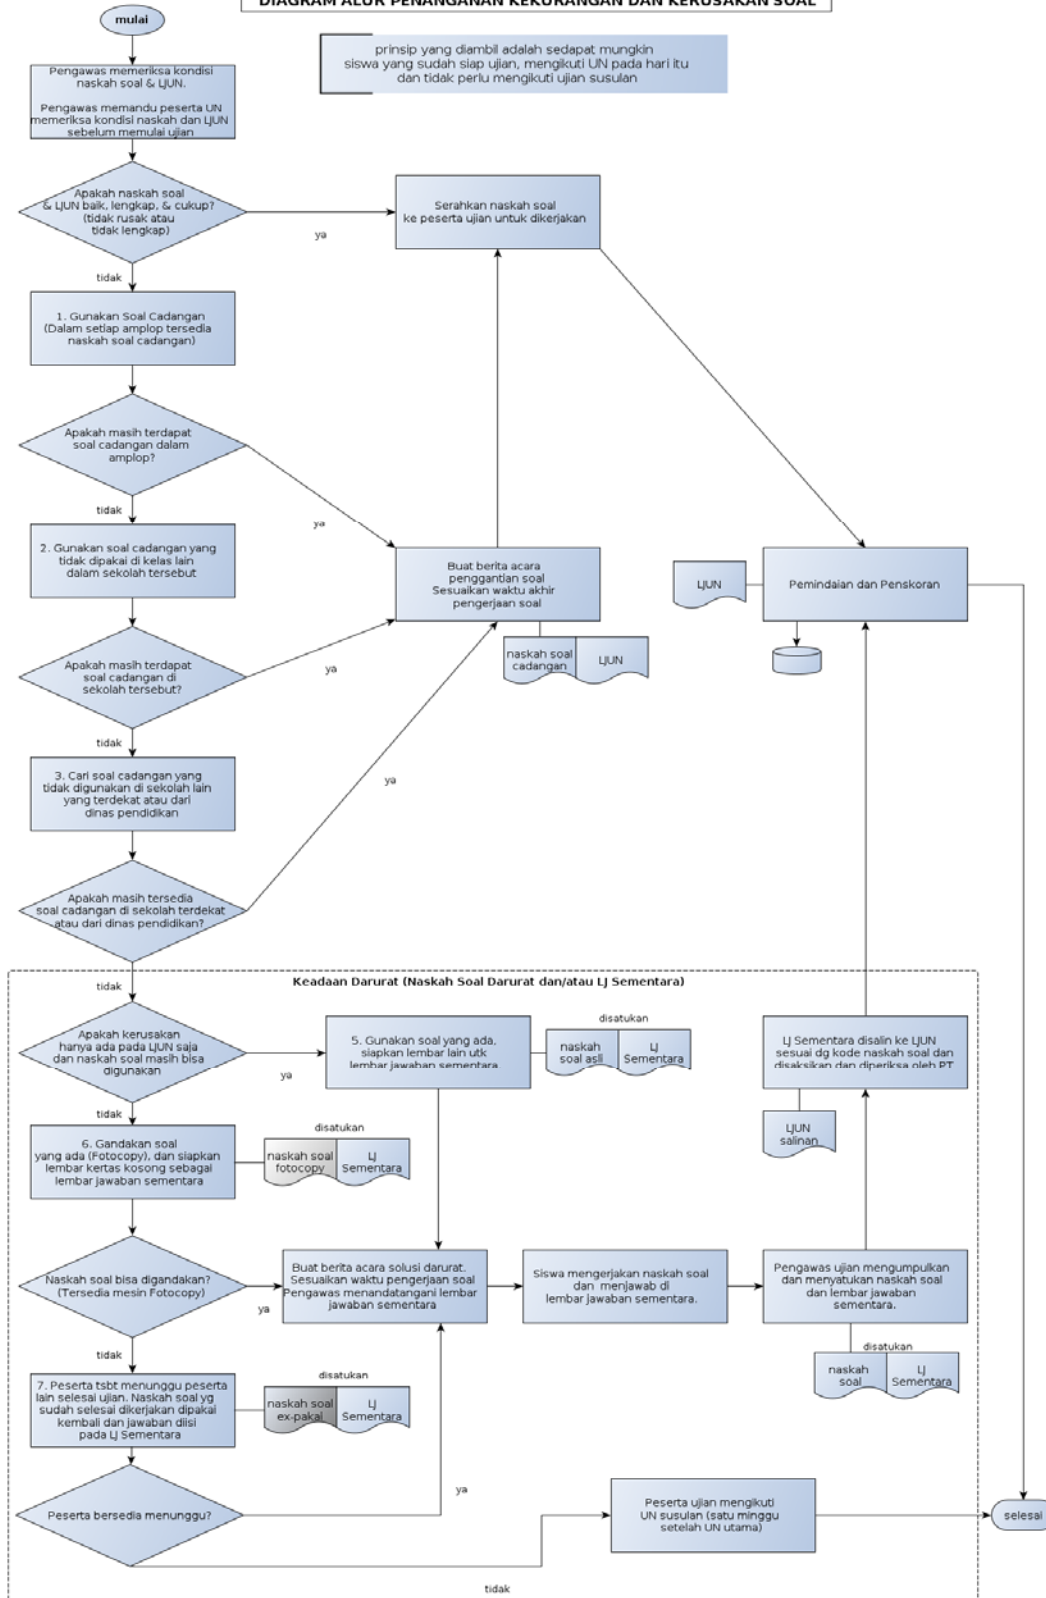 DIAGRAM ALUR PENANGANAN KEKURANGAN DAN KERUSAKAN SOAL
mulai
prinsip yang diambil adalah sedapat mungkin
siswa yang sudah siap ujian, mengikuti UN pada hari itu
dan tidak perlu mengikuti ujian susulan
Pengawas memeriksa kondisi
naskah soal & LJUN.
Pengawas memandu peserta UN
memeriksa kondisi naskah dan LJUN
sebelum memulai ujian
Apakah naskah soal
& LJUN baik, lengkap, & cukup?
(tidak rusak atau
tidak lengkap)
ya
Serahkan naskah soal
ke peserta ujian untuk dikerjakan
tidak
1. Gunakan Soal Cadangan
(Dalam setiap amplop tersedia
naskah soal cadangan)
Apakah masih terdapat
soal cadangan dalam
amplop?
ya
tidak
2. Gunakan soal cadangan yang
tidak dipakai di kelas lain
dalam sekolah tersebut
Buat berita acara
penggantian soal
Sesuaikan waktu akhir
pengerjaan soal
naskah soal
cadangan
LJUN
LJUN
Pemindaian dan Penskoran
Apakah masih terdapat
soal cadangan di
sekolah tersebut?
ya
tidak
3. Cari soal cadangan yang
tidak digunakan di sekolah lain
yang terdekat atau dari
dinas pendidikan
ya
Apakah masih tersedia
soal cadangan di sekolah terdekat
atau dari dinas pendidikan?
tidak
Keadaan Darurat (Naskah Soal Darurat dan/atau LJ Sementara)
Apakah kerusakan
hanya ada pada LJUN saja
dan naskah soal masih bisa
digunakan
ya
5. Gunakan soal yang ada,
siapkan lembar lain utk
lembar jawaban sementara.
disatukan
naskah
soal asli
LJ
Sementara
LJ Sementara disalin ke LJUN
sesuai dg kode naskah soal dan
disaksikan dan diperiksa oleh PT
LJUN
salinan
tidak
6. Gandakan soal
yang ada (Fotocopy), dan siapkan
lembar kertas kosong sebagai
lembar jawaban sementara
disatukan
naskah soal
fotocopy
LJ
Sementara
Naskah soal bisa digandakan?
(Tersedia mesin Fotocopy)
ya
Buat berita acara solusi darurat.
Sesuaikan waktu pengerjaan soal
Pengawas menandatangani lembar
jawaban sementara
Siswa mengerjakan naskah soal
dan menjawab di
lembar jawaban sementara.
Pengawas ujian mengumpulkan
dan menyatukan naskah soal
dan lembar jawaban
sementara.
disatukan
naskah
soal
LJ
Sementara
tidak
7. Peserta tsbt menunggu peserta
lain selesai ujian. Naskah soal yg
sudah selesai dikerjakan dipakai
kembali dan jawaban diisi
pada LJ Sementara
disatukan
naskah soal
ex-pakai
LJ
Sementara
Peserta bersedia menunggu?
ya
Peserta ujian mengikuti
UN susulan (satu minggu
setelah UN utama)
selesai
tidak